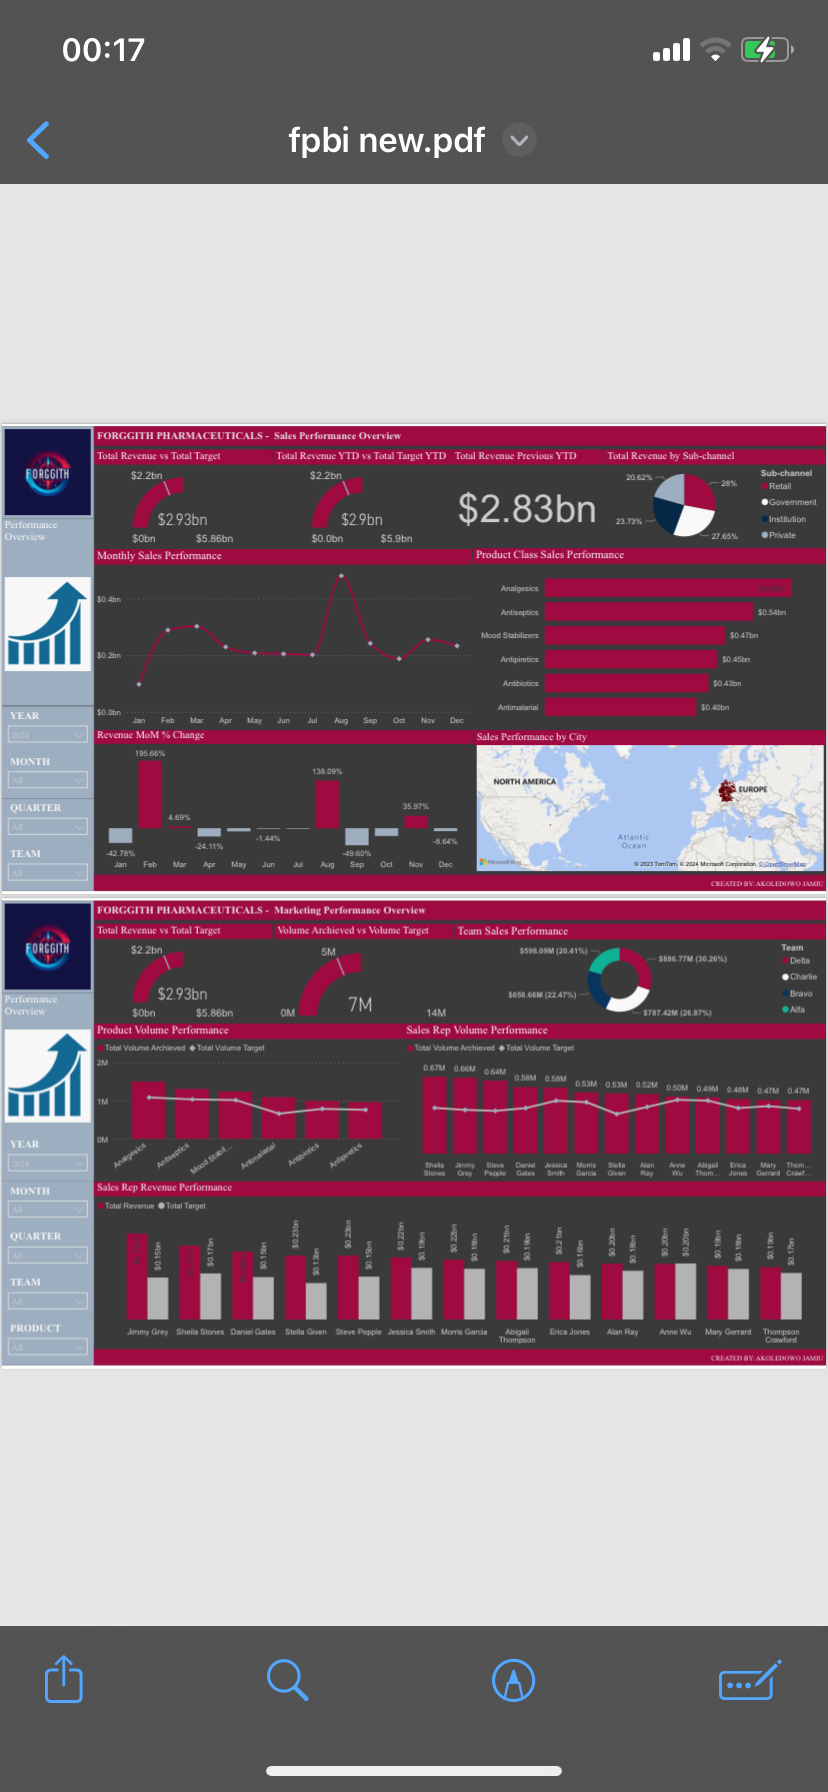 00:17
fpbi new.pdf
FORGGITH
FORGGITH PHARMACEUTICALS - Sales Performance Overview
Performance
Overview
Total Revenue vs Total Target
$2.2bn
$2.93bn
$0bn
$5.86bn
Total Revenue YTD vs Total Target YTD
$2.2bn
$2.9bn
$0.0bn
$5.9bn
Total Revenue Previous YTD
$2.83bn
Total Revenue by Sub-channel
20.62%
28%
23.73%
27.65%
Sub-channel
Retail
Government
Institution
Private
Monthly Sales Performance
$0.4bn
$0.2bn
$0.0bn
Jan Feb Mar Apr May Jun Jul Aug Sep Oct Nov Dec
Product Class Sales Performance
Analgesics
Antiseptics $0.54bn
Mood Stabilizers $0.47bn
Antipiretics $0.45bn
Antibiotics $0.43bn
Antimalarial $0.40bn
YEAR
2024
MONTH
All
QUARTER
All
TEAM
All
Revenue MoM % Change
195.66%
138.09%
4.69%
35.97%
-42.78%
-24.11%
-1.44%
-49.60%
-8.64%
Jan Feb Mar Apr May Jun Jul Aug Sep Oct Nov Dec
Sales Performance by City
NORTH AMERICA
EUROPE
Atlantic
Ocean
Microsoft Bing
© 2023 TomTom, © 2024 Microsoft Corporation, © OpenStreetMap
CREATED BY: AKOLEDOWO JAMIU
FORGGITH
FORGGITH PHARMACEUTICALS - Marketing Performance Overview
Performance
Overview
Total Revenue vs Total Target
$2.2bn
$2.93bn
$0bn
$5.86bn
Volume Archieved vs Volume Target
5M
7M
0M
14M
Team Sales Performance
$598.09M (20.41%)
$886.77M (30.26%)
$658.66M (22.47%)
$787.42M (26.87%)
Team
Delta
Charlie
Bravo
Alfa
Product Volume Performance
Total Volume Archieved Total Volume Target
2M
1M
0M
Analgesics Antiseptics Mood Stabil... Antimalarial Antibiotics Antipiretics
Sales Rep Volume Performance
Total Volume Archieved Total Volume Target
0.67M 0.66M 0.64M 0.58M 0.58M 0.53M 0.53M 0.52M 0.50M 0.49M 0.48M 0.47M 0.47M
Sheila Jimmy Steve Daniel Jessica Morris Stella Alan Anne Abigail Erica Mary Thom...
Stones Grey Pepple Gates Smith Garcia Given Ray Wu Thom... Jones Gerrard Crawf...
YEAR
2024
MONTH
All
QUARTER
All
TEAM
All
PRODUCT
All
Sales Rep Revenue Performance
Total Revenue Total Target
$0.15bn $0.17bn $0.15bn $0.23bn $0.13bn $0.23bn $0.15bn $0.22bn $0.19bn $0.22bn $0.18bn $0.21bn $0.19bn $0.21bn $0.16bn $0.20bn $0.18bn $0.20bn $0.20bn $0.19bn $0.18bn $0.19bn $0.17bn
Jimmy Grey Sheila Stones Daniel Gates Stella Given Steve Pepple Jessica Smith Morris Garcia Abigail Erica Jones Alan Ray Anne Wu Mary Gerrard Thompson
Thompson Crawford
CREATED BY: AKOLEDOWO JAMIU